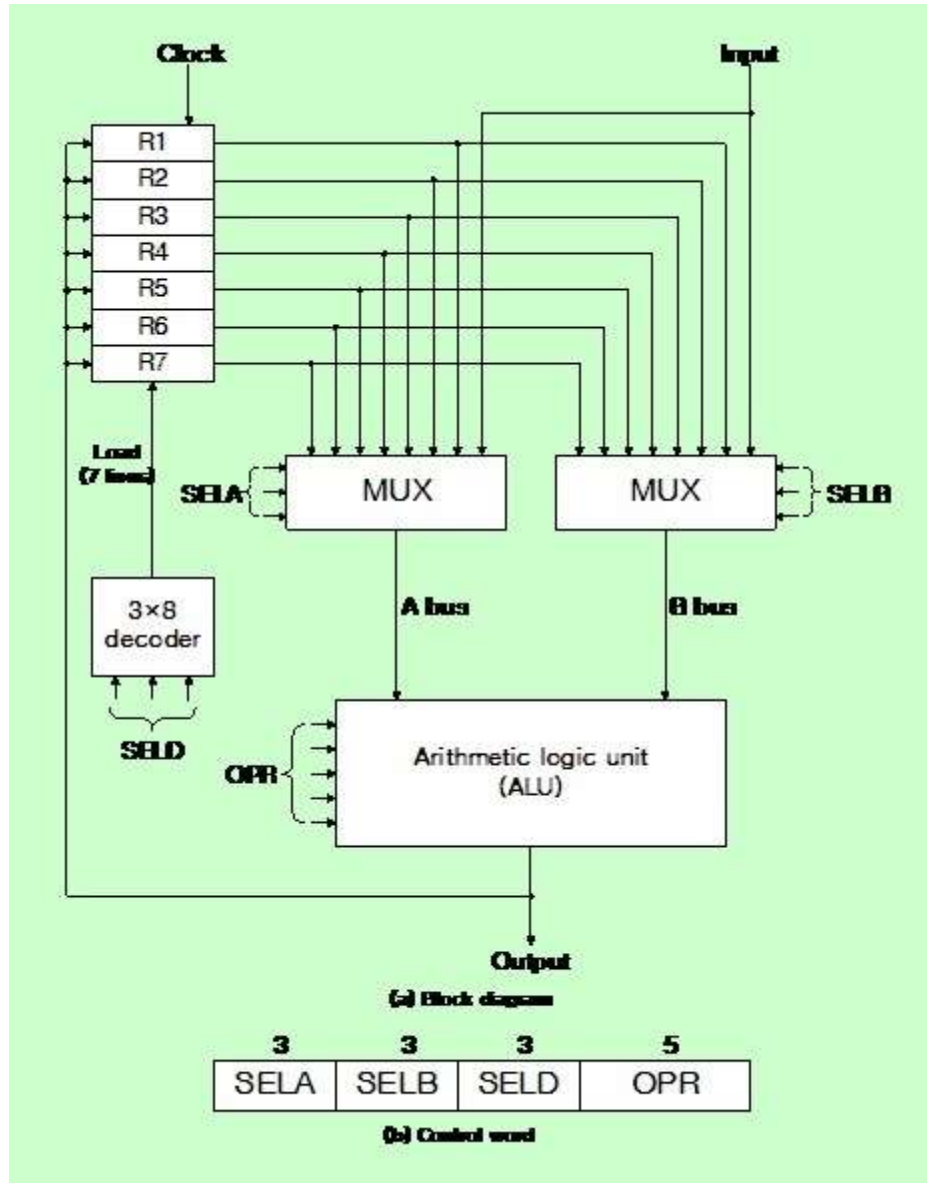 Clock
Input
R1
R2
R3
R4
R5
R6
R7
Load
(7 lines)
SELA
MUX
MUX
SELB
3×8
decoder
A bus
B bus
SELD
OPR
Arithmetic logic unit
(ALU)
Output
(a) Block diagram
3 3 3 5
SELA SELB SELD OPR
(b) Control word